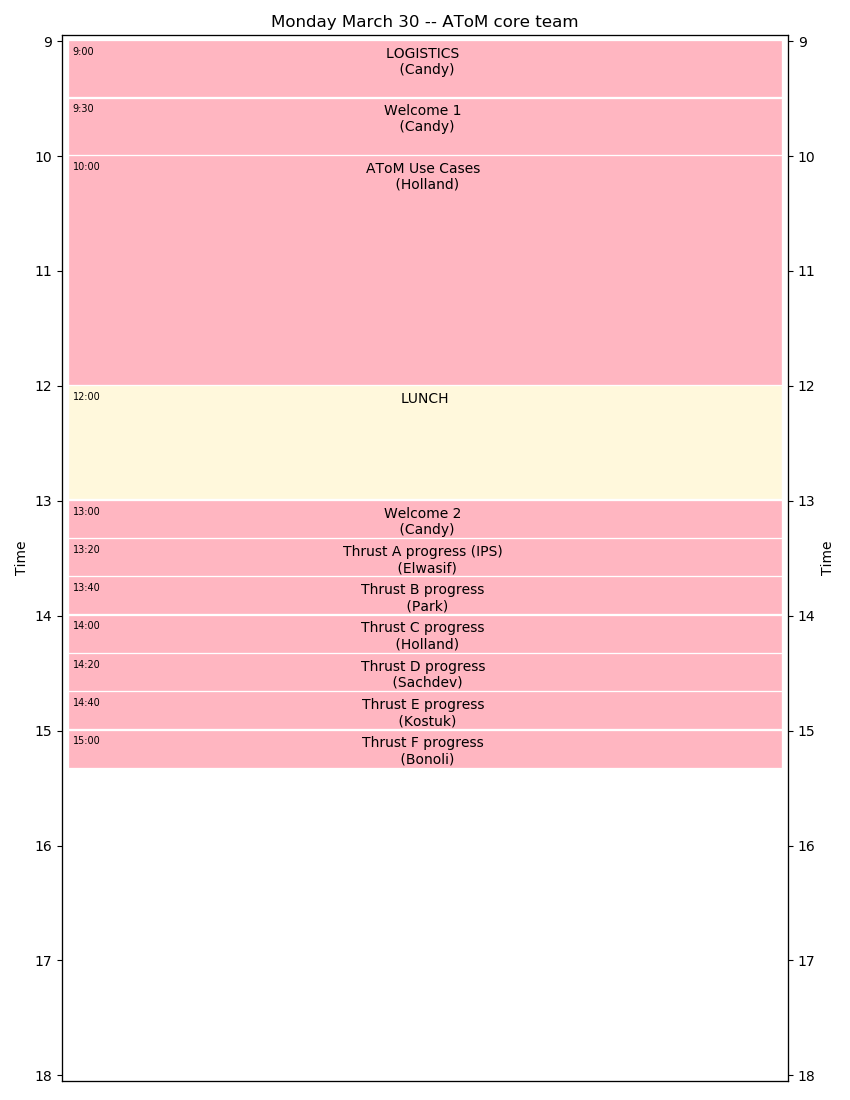 Monday March 30 -- AToM core team
9 9
9:00 LOGISTICS
(Candy)
9:30 Welcome 1
(Candy)
10 10
10:00 AToM Use Cases
(Holland)
11 11
12 12
12:00 LUNCH
13 13
13:00 Welcome 2
(Candy)
13:20 Thrust A progress (IPS)
(Elwasif)
Time Time
13:40 Thrust B progress
(Park)
14 14
14:00 Thrust C progress
(Holland)
14:20 Thrust D progress
(Sachdev)
14:40 Thrust E progress
(Kostuk)
15 15
15:00 Thrust F progress
(Bonoli)
16 16
17 17
18 18